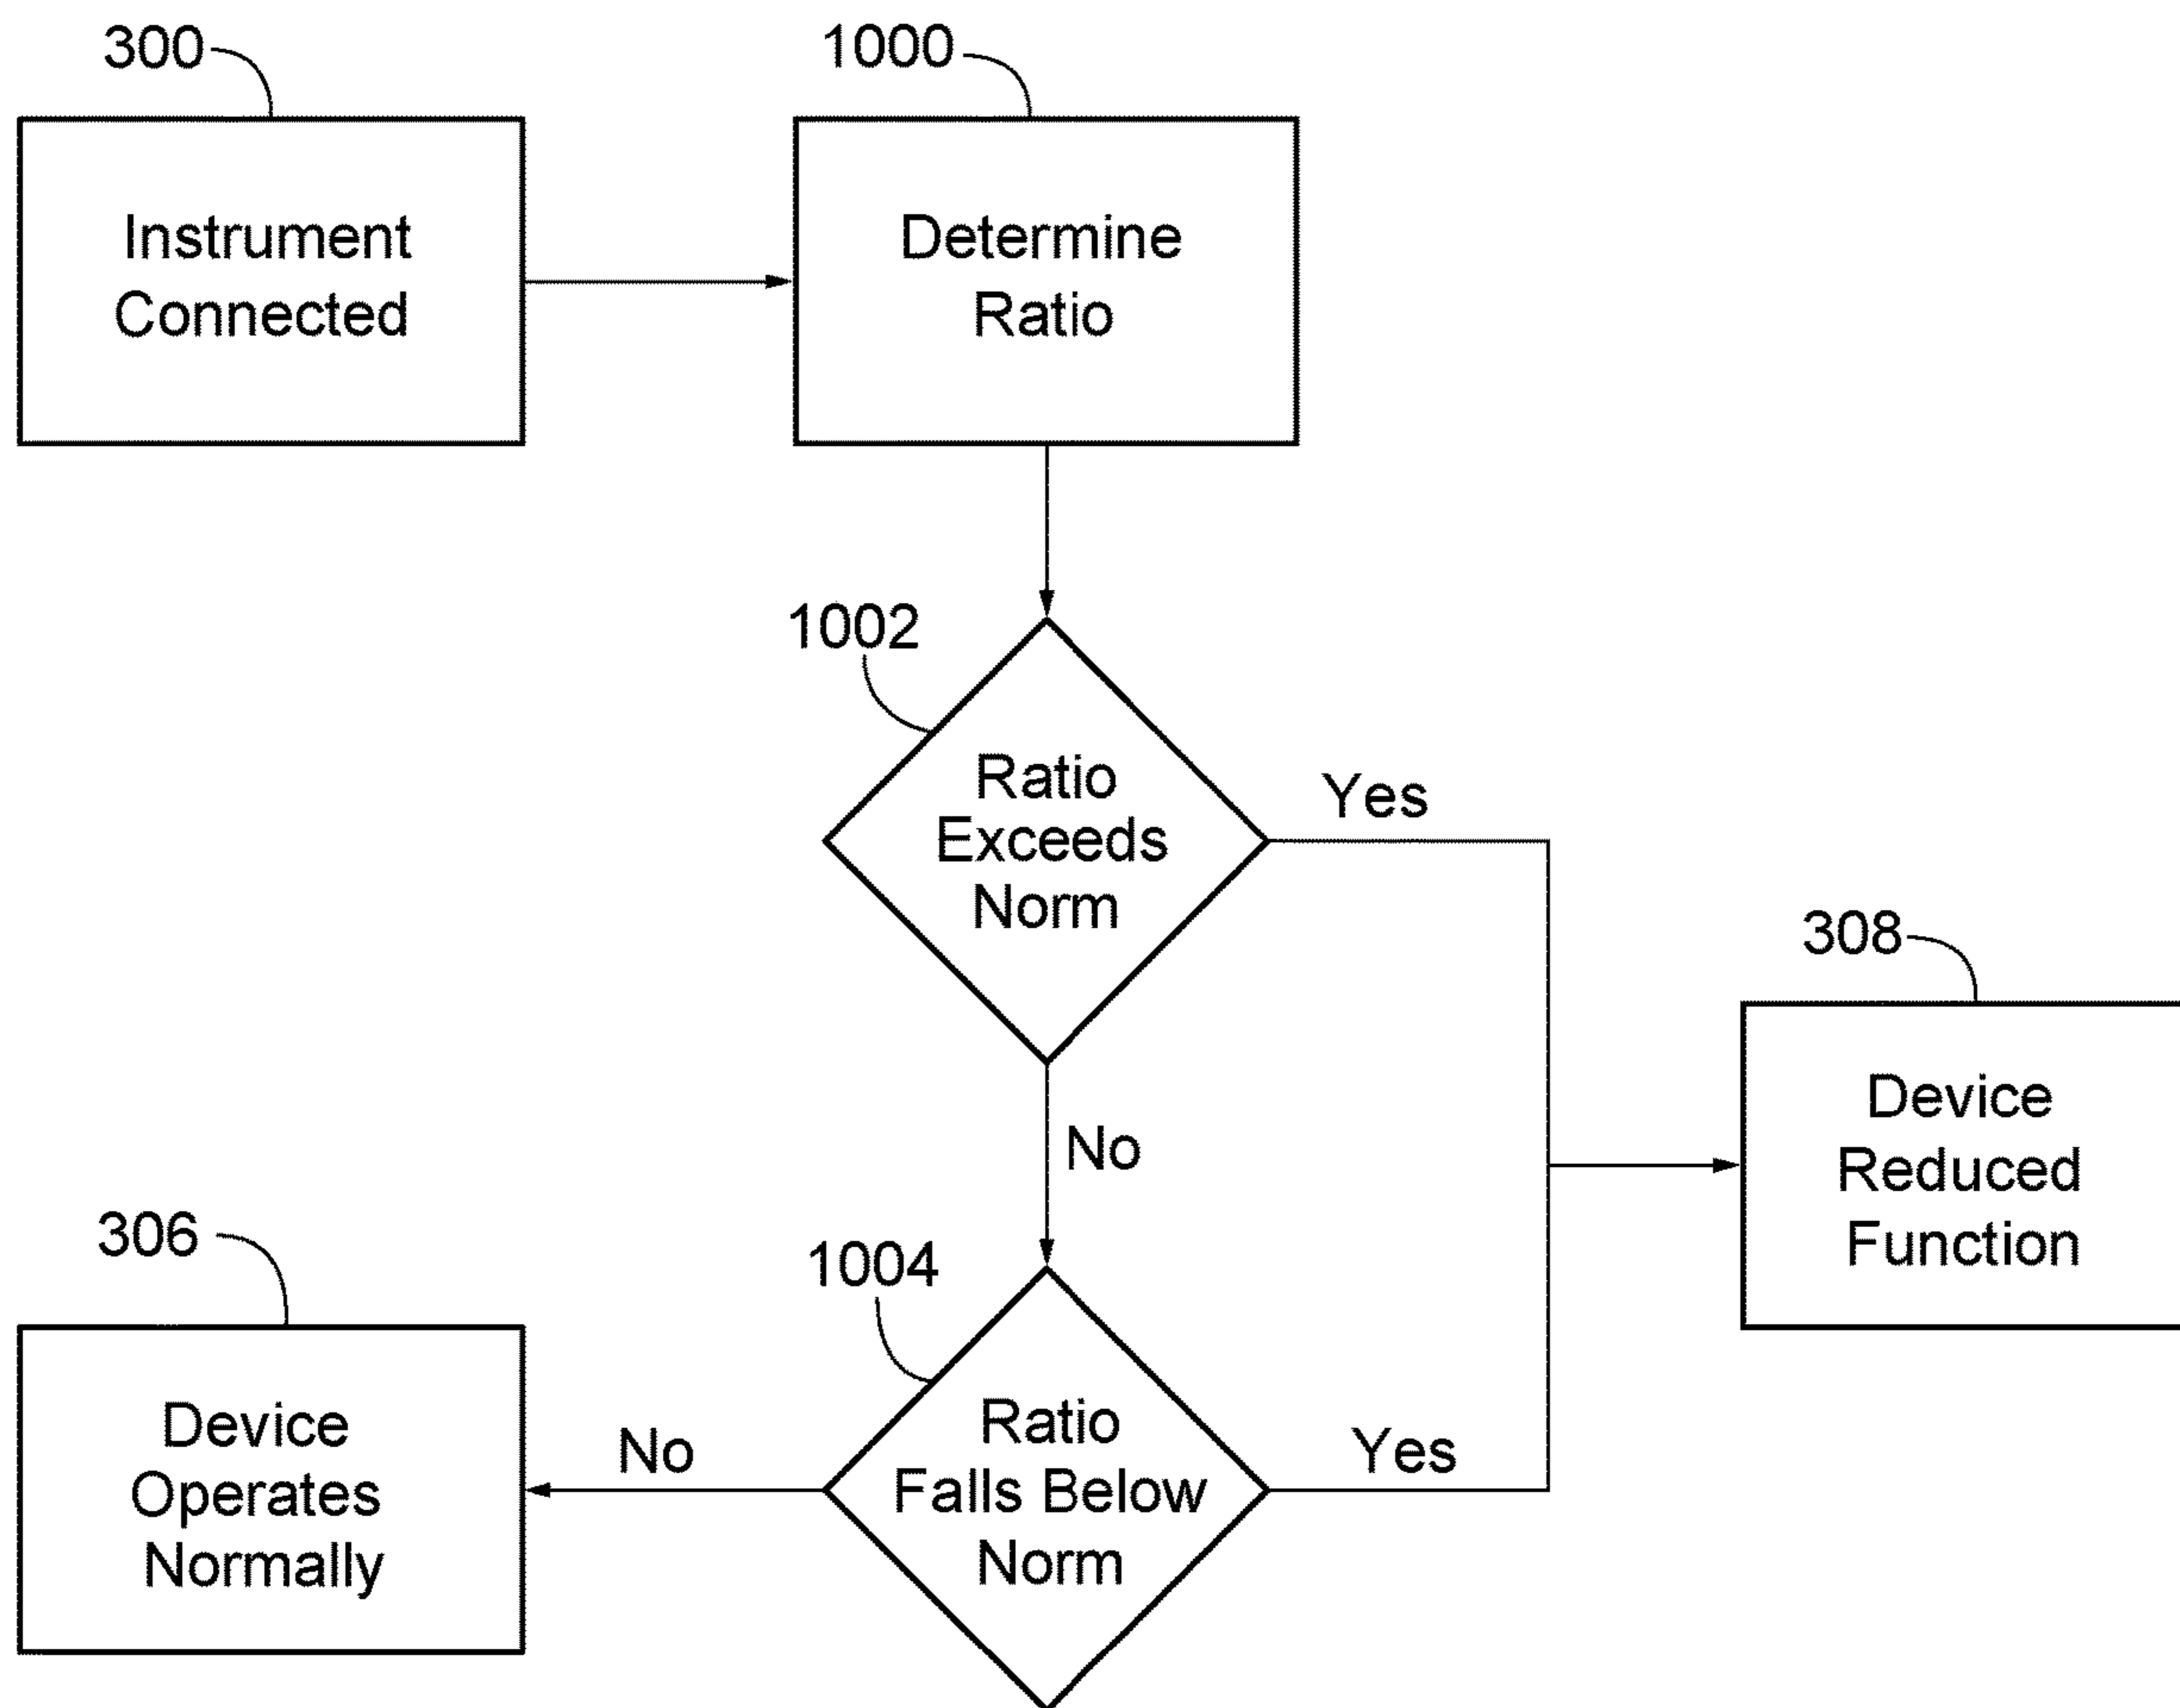 300
1000
Instrument
Connected
Determine
Ratio
1002
Ratio
Exceeds
Norm
Yes
308
Device
Reduced
Function
No
306
1004
Device
Operates
Normally
No
Ratio
Falls Below
Norm
Yes